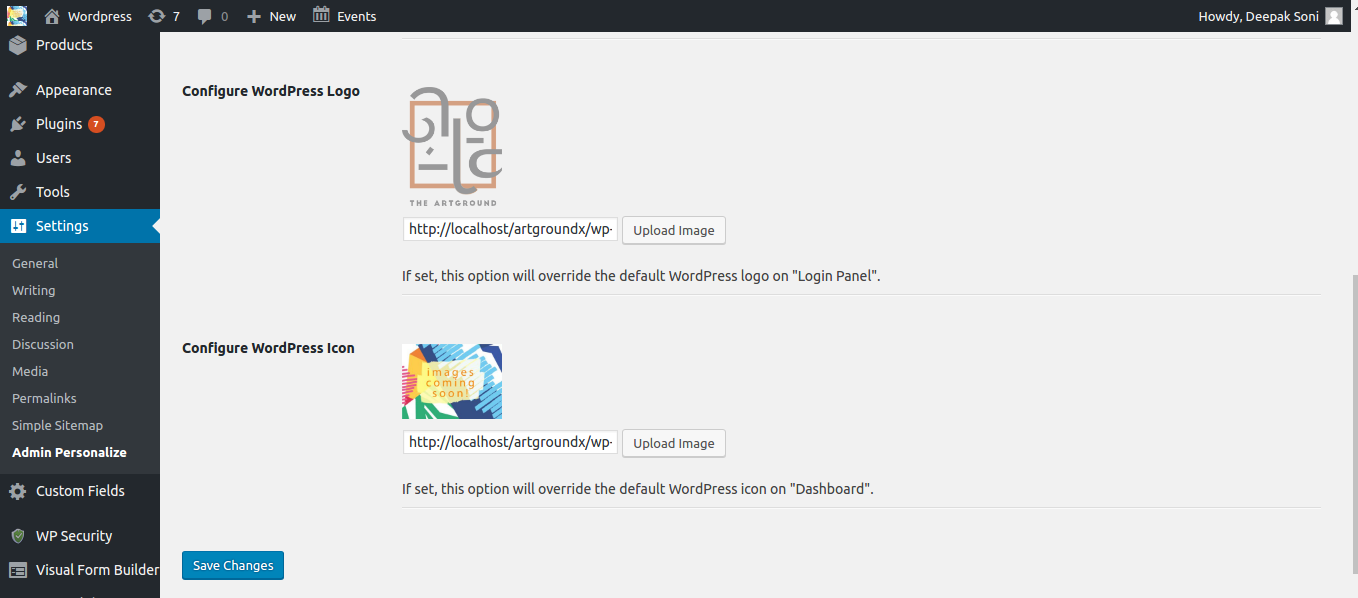 Wordpress 7 0 New Events Howdy, Deepak Soni
Products
Appearance
Plugins 7
Users
Tools
Settings
General
Writing
Reading
Discussion
Media
Permalinks
Simple Sitemap
Admin Personalize
Custom Fields
WP Security
Visual Form Builder
Configure WordPress Logo
THE ARTGROUND
http://localhost/artgroundx/wp- Upload Image
If set, this option will override the default WordPress logo on "Login Panel".
Configure WordPress Icon
images
coming
soon!
http://localhost/artgroundx/wp- Upload Image
If set, this option will override the default WordPress icon on "Dashboard".
Save Changes